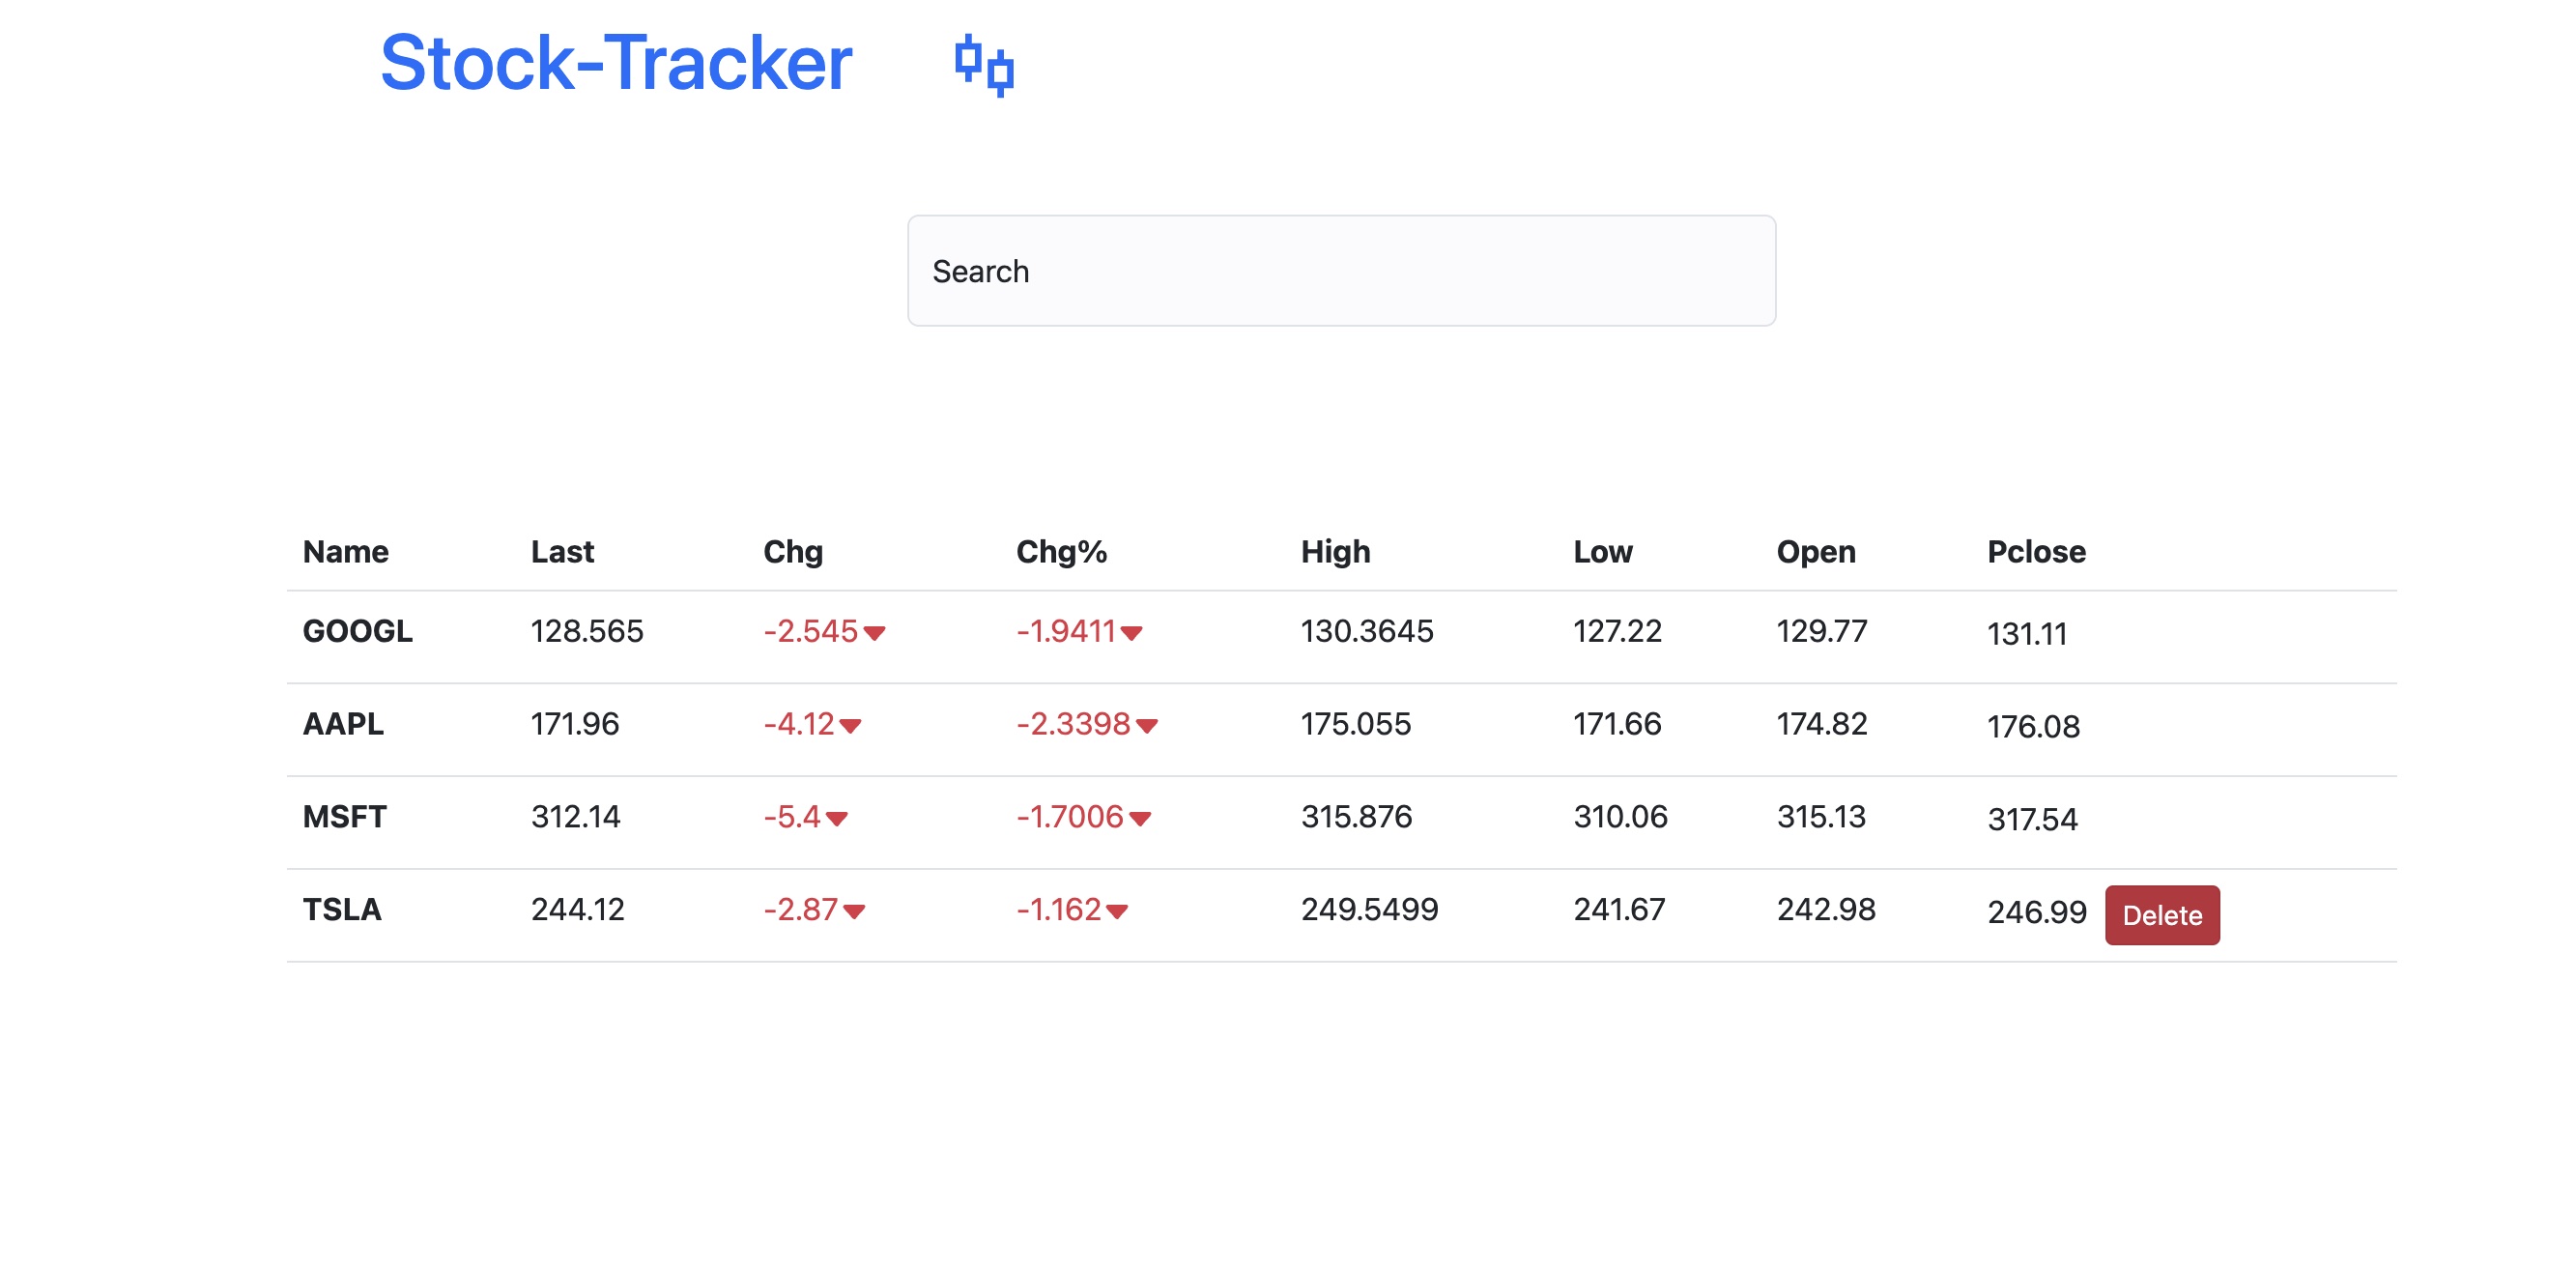 Stock-Tracker
Search
Name Last Chg Chg% High Low Open Pclose
GOOGL 128.565 -2.545 -1.9411 130.3645 127.22 129.77 131.11
AAPL 171.96 -4.12 -2.3398 175.055 171.66 174.82 176.08
MSFT 312.14 -5.4 -1.7006 315.876 310.06 315.13 317.54
TSLA 244.12 -2.87 -1.162 249.5499 241.67 242.98 246.99 Delete